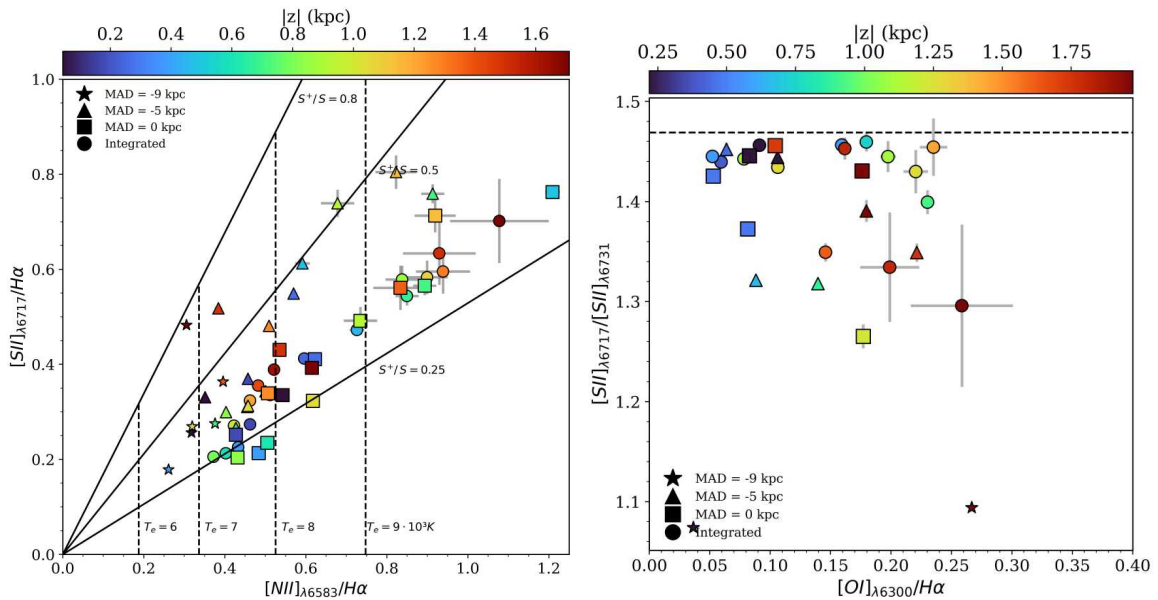 |z| (kpc)
0.2 0.4 0.6 0.8 1.0 1.2 1.4 1.6
1.0
0.8
0.6
0.4
0.2
0.0
[SII]λ6717/Hα
MAD = -9 kpc
MAD = -5 kpc
MAD = 0 kpc
Integrated
S⁺/S = 0.8
S⁺/S = 0.5
S⁺/S = 0.25
Tₑ = 6
Tₑ = 7
Tₑ = 8
Tₑ = 9 · 10³K
0.0 0.2 0.4 0.6 0.8 1.0 1.2
[NII]λ6583/Hα
|z| (kpc)
0.25 0.50 0.75 1.00 1.25 1.50 1.75
1.5
1.4
1.3
1.2
1.1
[SII]λ6717/[SII]λ6731
MAD = -9 kpc
MAD = -5 kpc
MAD = 0 kpc
Integrated
0.00 0.05 0.10 0.15 0.20 0.25 0.30 0.35 0.40
[OI]λ6300/Hα